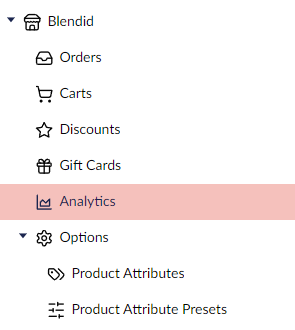 Blendid
Orders
Carts
Discounts
Gift Cards
Analytics
Options
Product Attributes
Product Attribute Presets